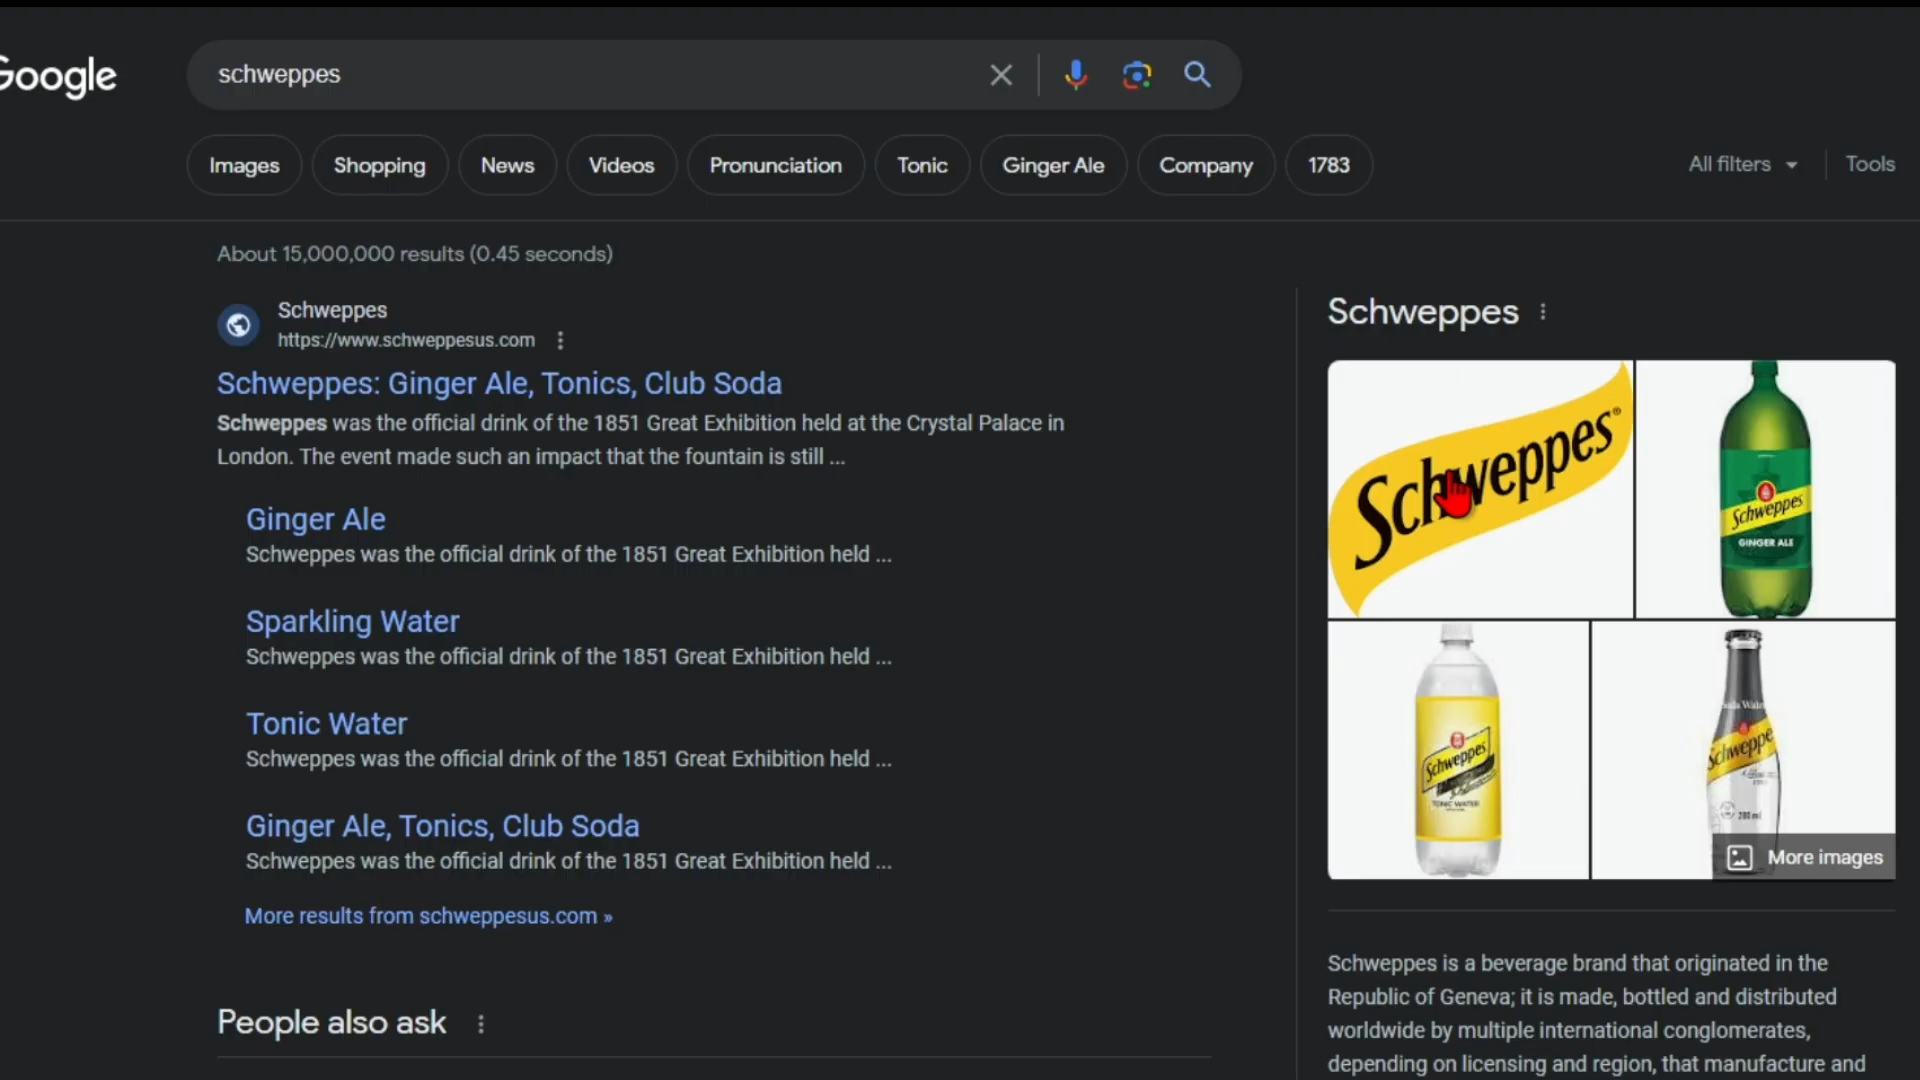 Google
schweppes
Images
Shopping
News
Videos
Pronunciation
Tonic
Ginger Ale
Company
1783
All filters
Tools
About 15,000,000 results (0.45 seconds)
Schweppes
https://www.schweppesus.com
Schweppes: Ginger Ale, Tonics, Club Soda
Schweppes was the official drink of the 1851 Great Exhibition held at the Crystal Palace in
London. The event made such an impact that the fountain is still ...
Ginger Ale
Schweppes was the official drink of the 1851 Great Exhibition held ...
Sparkling Water
Schweppes was the official drink of the 1851 Great Exhibition held ...
Tonic Water
Schweppes was the official drink of the 1851 Great Exhibition held ...
Ginger Ale, Tonics, Club Soda
Schweppes was the official drink of the 1851 Great Exhibition held ...
More results from schweppesus.com »
People also ask
Schweppes
Schweppes®
Schweppes
GINGER ALE
Schweppes
TONIC WATER
Soda Wat
Schweppe
200 ml
More images
Schweppes is a beverage brand that originated in the
Republic of Geneva; it is made, bottled and distributed
worldwide by multiple international conglomerates,
depending on licensing and region, that manufacture and